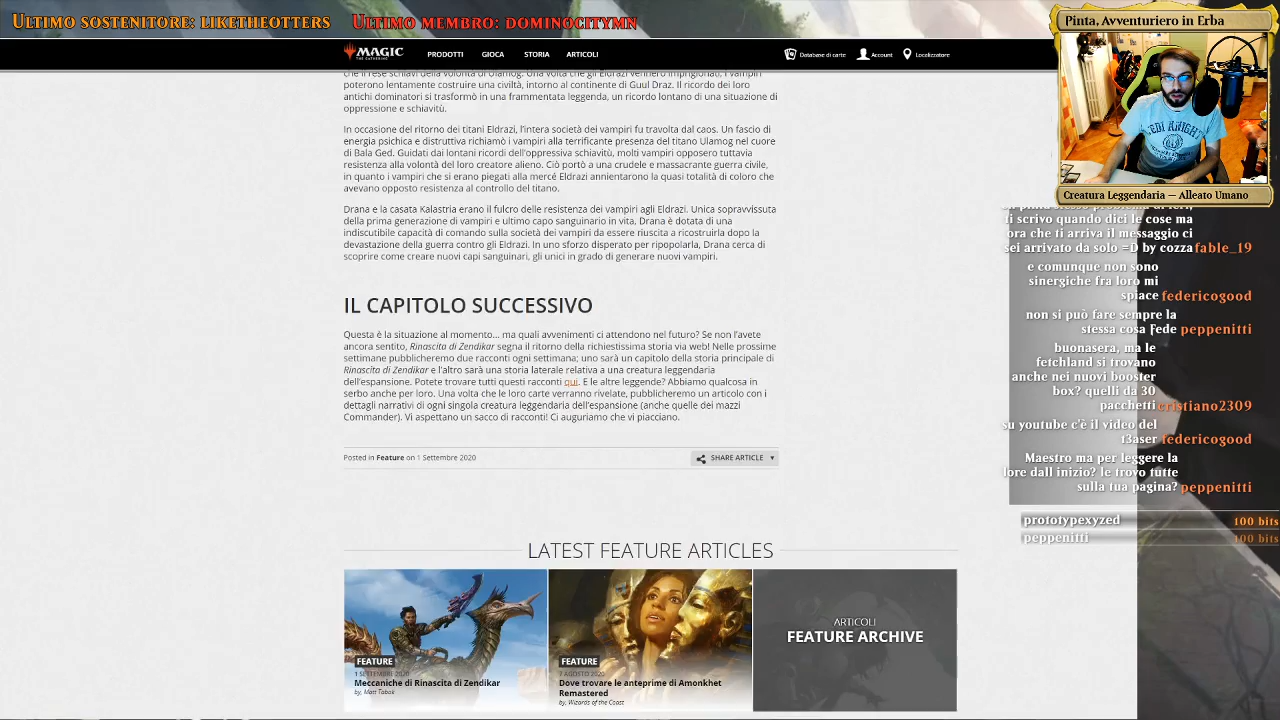 Ultimo sostenitore: liketheotters
Ultimo membro: dominocitymn
MAGIC
THE GATHERING
PRODOTTI
GIOCA
STORIA
ARTICOLI
Database di carte
Account
Localizzatore
che li rese schiavi della volontà di Ulamog. Una volta che gli Eldrazi vennero imprigionati, i vampiri
poterono lentamente costruire una civiltà, intorno al continente di Guul Draz. Il ricordo dei loro
antichi dominatori si trasformò in una frammentata leggenda, un ricordo lontano di una situazione di
oppressione e schiavitù.
In occasione del ritorno dei titani Eldrazi, l'intera società dei vampiri fu travolta dal caos. Un fascio di
energia psichica e distruttiva richiamò i vampiri alla terrificante presenza del titano Ulamog nel cuore
di Bala Ged. Guidati dai lontani ricordi dell'oppressiva schiavitù, molti vampiri opposero tuttavia
resistenza alla volontà del loro creatore alieno. Ciò portò a una crudele e massacrante guerra civile,
in quanto i vampiri che si erano piegati alla mercé Eldrazi annientarono la quasi totalità di coloro che
avevano opposto resistenza al controllo del titano.
Drana e la casata Kalastria erano il fulcro delle resistenza dei vampiri agli Eldrazi. Unica sopravvissuta
della prima generazione di vampiri e ultimo capo sanguinario in vita, Drana è dotata di una
indiscutibile capacità di comando sulla società dei vampiri da essere riuscita a ricostruirla dopo la
devastazione della guerra contro gli Eldrazi. In uno sforzo disperato per ripopolarla, Drana cerca di
scoprire come creare nuovi capi sanguinari, gli unici in grado di generare nuovi vampiri.
IL CAPITOLO SUCCESSIVO
Questa è la situazione al momento... ma quali avvenimenti ci attendono nel futuro? Se non l'avete
ancora sentito, Rinascita di Zendikar segna il ritorno della richiestissima storia via web! Nelle prossime
settimane pubblicheremo due racconti ogni settimana; uno sarà un capitolo della storia principale di
Rinascita di Zendikar e l'altro sarà una storia laterale relativa a una creatura leggendaria
dell'espansione. Potete trovare tutti questi racconti qui. E le altre leggende? Abbiamo qualcosa in
serbo anche per loro. Una volta che le loro carte verranno rivelate, pubblicheremo un articolo con i
dettagli narrativi di ogni singola creatura leggendaria dell'espansione (anche quelle dei mazzi
Commander). Vi aspettano un sacco di racconti! Ci auguriamo che vi piacciano.
Posted in Feature on 1 Settembre 2020
SHARE ARTICLE
LATEST FEATURE ARTICLES
FEATURE
1 SETTEMBRE 2020
Meccaniche di Rinascita di Zendikar
by, Matt Tabak
FEATURE
7 AGOSTO 2020
Dove trovare le anteprime di Amonkhet
Remastered
by, Wizards of the Coast
ARTICOLI
FEATURE ARCHIVE
Pinta, Avventuriero in Erba
JEDI KNIGHT
Creatura Leggendaria — Alleato Umano
ti scrivo quando dici le cose ma
ora che ti arriva il messaggio ci
sei arrivato da solo =D by cozza fable_19
e comunque non sono
sinergiche fra loro mi
spiace federicogood
non si può fare sempre la
stessa cosa Fede peppenitti
buonasera, ma le
fetchland si trovano
anche nei nuovi booster
box? quelli da 30
pacchetti cristiano2309
su youtube c'è il video del
t3aser federicogood
Maestro ma per leggere la
lore dall inizio? le trovo tutte
sulla tua pagina? peppenitti
prototypexyzed 100 bits
peppenitti 100 bits